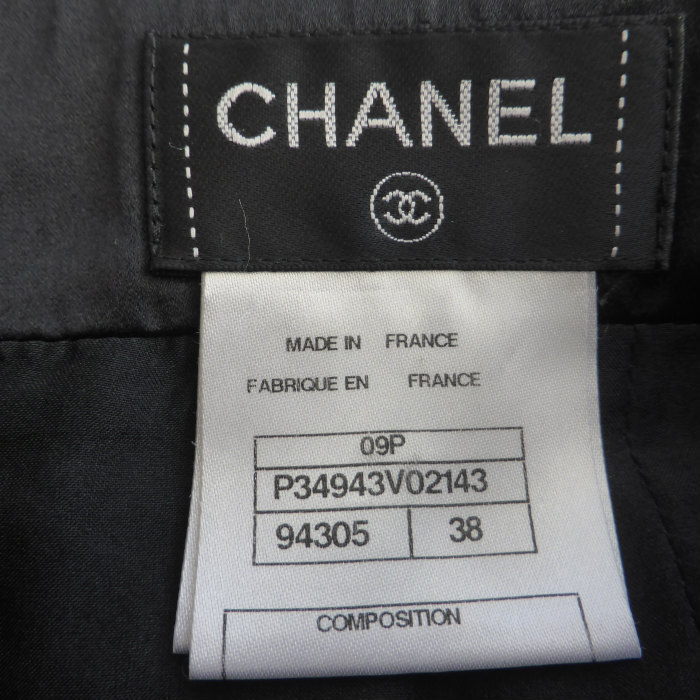 CHANEL
MADE IN FRANCE
FABRIQUE EN FRANCE
09P
P34943V02143
94305 38
COMPOSITION